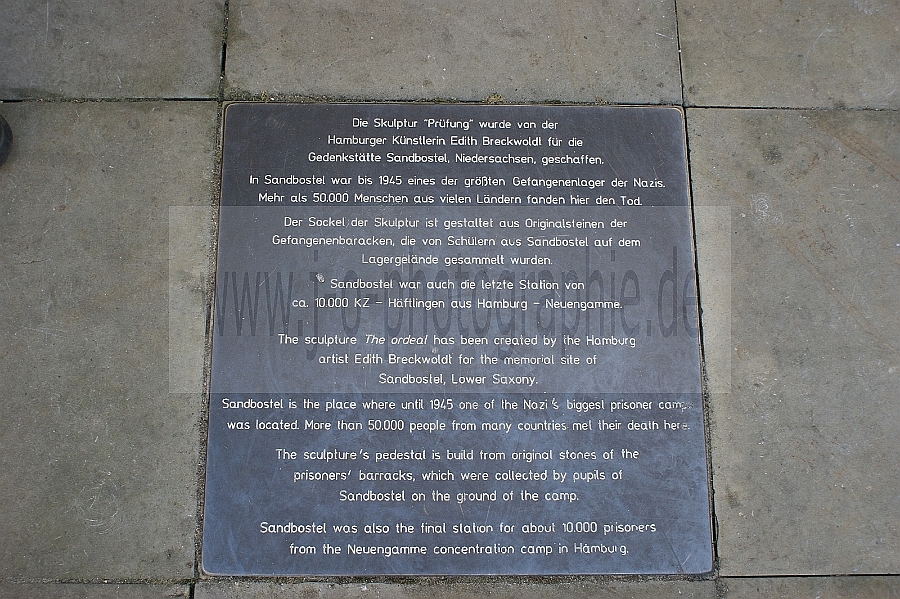 Die Skulptur "Prüfung" wurde von der
Hamburger Künstlerin Edith Breckwoldt für die
Gedenkstätte Sandbostel, Niedersachsen, geschaffen.
In Sandbostel war bis 1945 eines der größten Gefangenenlager der Nazis.
Mehr als 50.000 Menschen aus vielen Ländern fanden hier den Tod.
Der Sockel der Skulptur ist gestaltet aus Originalsteinen der
Gefangenenbaracken, die von Schülern aus Sandbostel auf dem
Lagergelände gesammelt wurden.
Sandbostel war auch die letzte Station von
ca. 10.000 KZ - Häftlingen aus Hamburg - Neuengamme.
www.j-o-photographie.de
The sculpture The ordeal has been created by the Hamburg
artist Edith Breckwoldt for the memorial site of
Sandbostel, Lower Saxony.
Sandbostel is the place where until 1945 one of the Nazi's biggest prisoner camps
was located. More than 50.000 people from many countries met their death here.
The sculpture's pedestal is build from original stones of the
prisoners' barracks, which were collected by pupils of
Sandbostel on the ground of the camp.
Sandbostel was also the final station for about 10.000 prisoners
from the Neuengamme concentration camp in Hamburg.